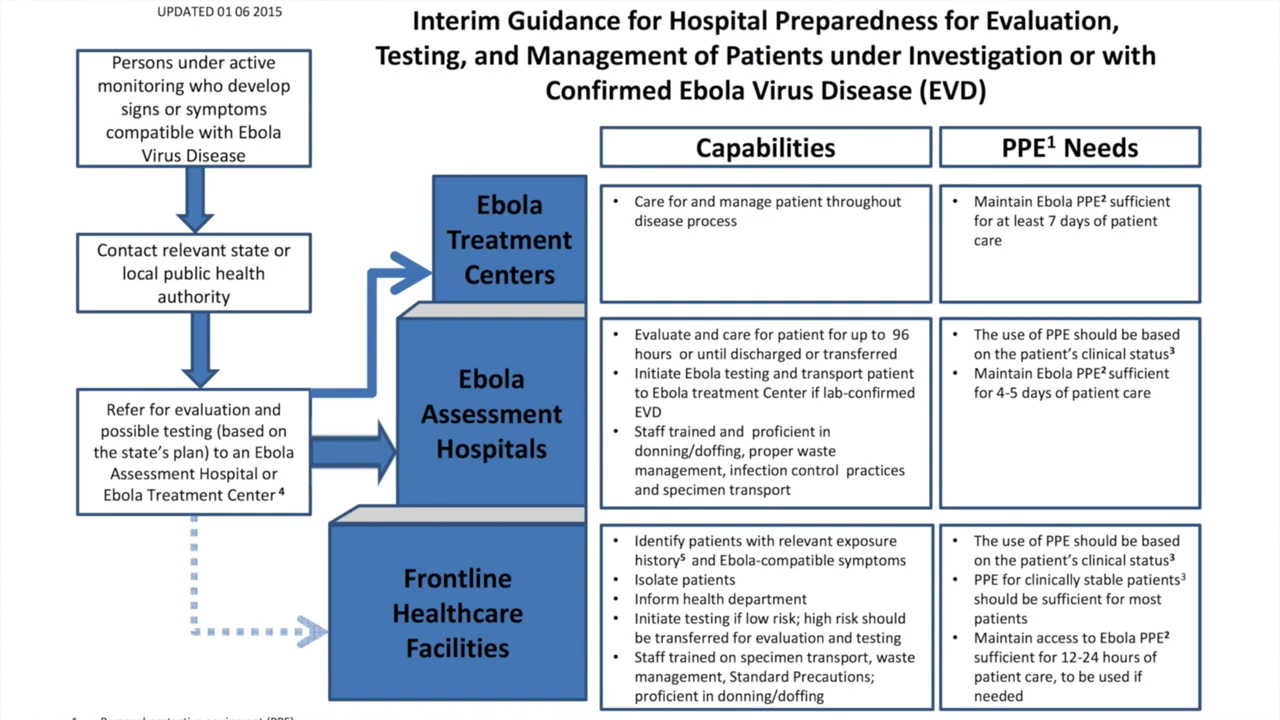 UPDATED 01 06 2015
Interim Guidance for Hospital Preparedness for Evaluation,
Testing, and Management of Patients under Investigation or with
Confirmed Ebola Virus Disease (EVD)
Persons under active
monitoring who develop
signs or symptoms
compatible with Ebola
Virus Disease
Contact relevant state or
local public health
authority
Refer for evaluation and
possible testing (based on
the state's plan) to an Ebola
Assessment Hospital or
Ebola Treatment Center⁴
Capabilities
PPE¹ Needs
Ebola
Treatment
Centers
• Care for and manage patient throughout
disease process
• Maintain Ebola PPE² sufficient
for at least 7 days of patient
care
Ebola
Assessment
Hospitals
• Evaluate and care for patient for up to 96
hours or until discharged or transferred
• Initiate Ebola testing and transport patient
to Ebola treatment Center if lab-confirmed
EVD
• Staff trained and proficient in
donning/doffing, proper waste
management, infection control practices
and specimen transport
• The use of PPE should be based
on the patient's clinical status³
• Maintain Ebola PPE² sufficient
for 4-5 days of patient care
Frontline
Healthcare
Facilities
• Identify patients with relevant exposure
history⁵ and Ebola-compatible symptoms
• Isolate patients
• Inform health department
• Initiate testing if low risk; high risk should
be transferred for evaluation and testing
• Staff trained on specimen transport, waste
management, Standard Precautions;
proficient in donning/doffing
• The use of PPE should be based
on the patient's clinical status³
• PPE for clinically stable patients³
should be sufficient for most
patients
• Maintain access to Ebola PPE²
sufficient for 12-24 hours of
patient care, to be used if
needed
1. Personal protective equipment (PPE)